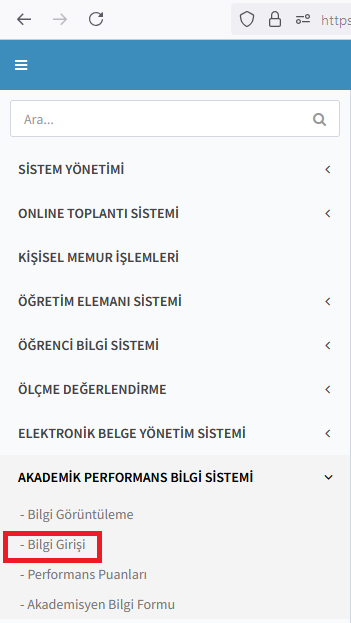 https
Ara...
SİSTEM YÖNETİMİ
ONLINE TOPLANTI SİSTEMİ
KİŞİSEL MEMUR İŞLEMLERİ
ÖĞRETİM ELEMANI SİSTEMİ
ÖĞRENCİ BİLGİ SİSTEMİ
ÖLÇME DEĞERLENDİRME
ELEKTRONİK BELGE YÖNETİM SİSTEMİ
AKADEMİK PERFORMANS BİLGİ SİSTEMİ
- Bilgi Görüntüleme
- Bilgi Girişi
- Performans Puanları
- Akademisyen Bilgi Formu